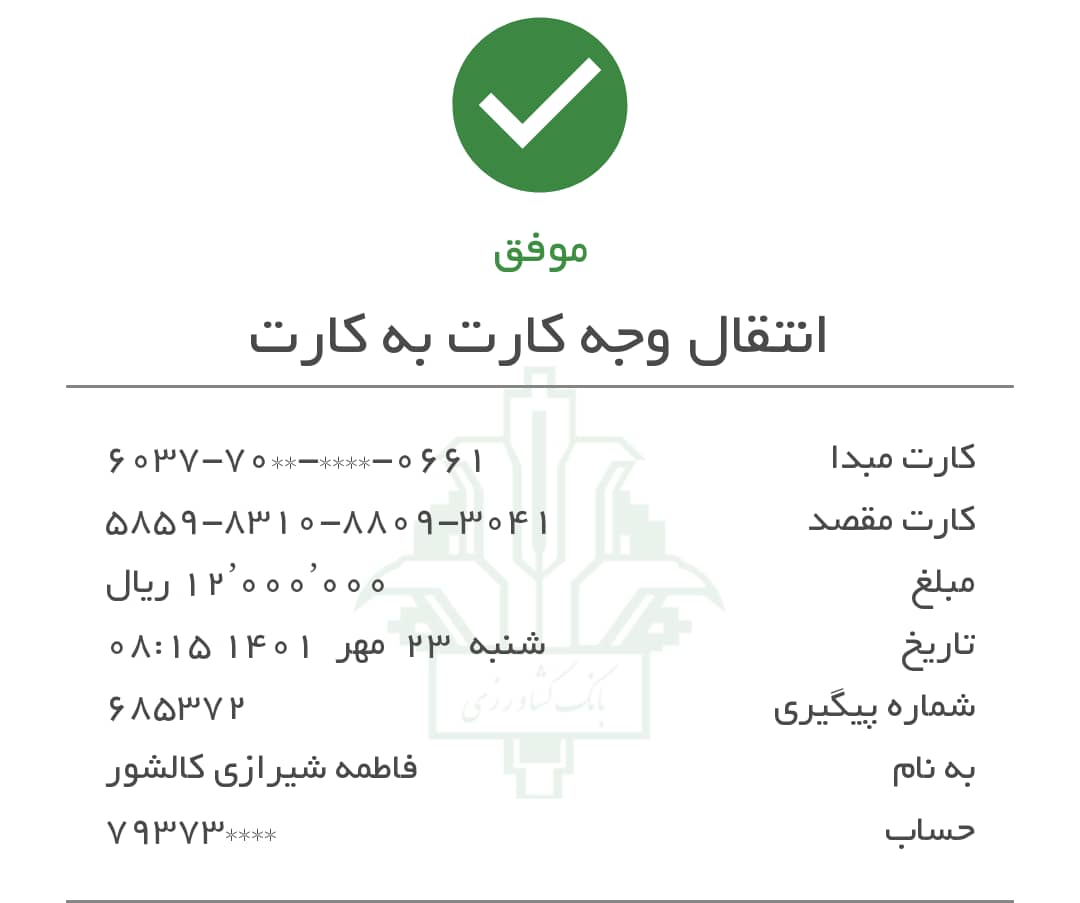 موفق
انتقال وجه کارت به کارت
کارت مبدا ۶۰۳۷-۷۰**-****-۰۶۶۱
کارت مقصد ۵۸۵۹-۸۳۱۰-۸۸۰۹-۳۰۴۱
مبلغ ۱۲٬۰۰۰٬۰۰۰ ریال
تاریخ شنبه ۲۳ مهر ۱۴۰۱ ۰۸:۱۵
شماره پیگیری ۶۸۵۳۷۲
بانک کشاورزی
به نام فاطمه شیرازی کالشور
حساب ۷۹۳۷۳****